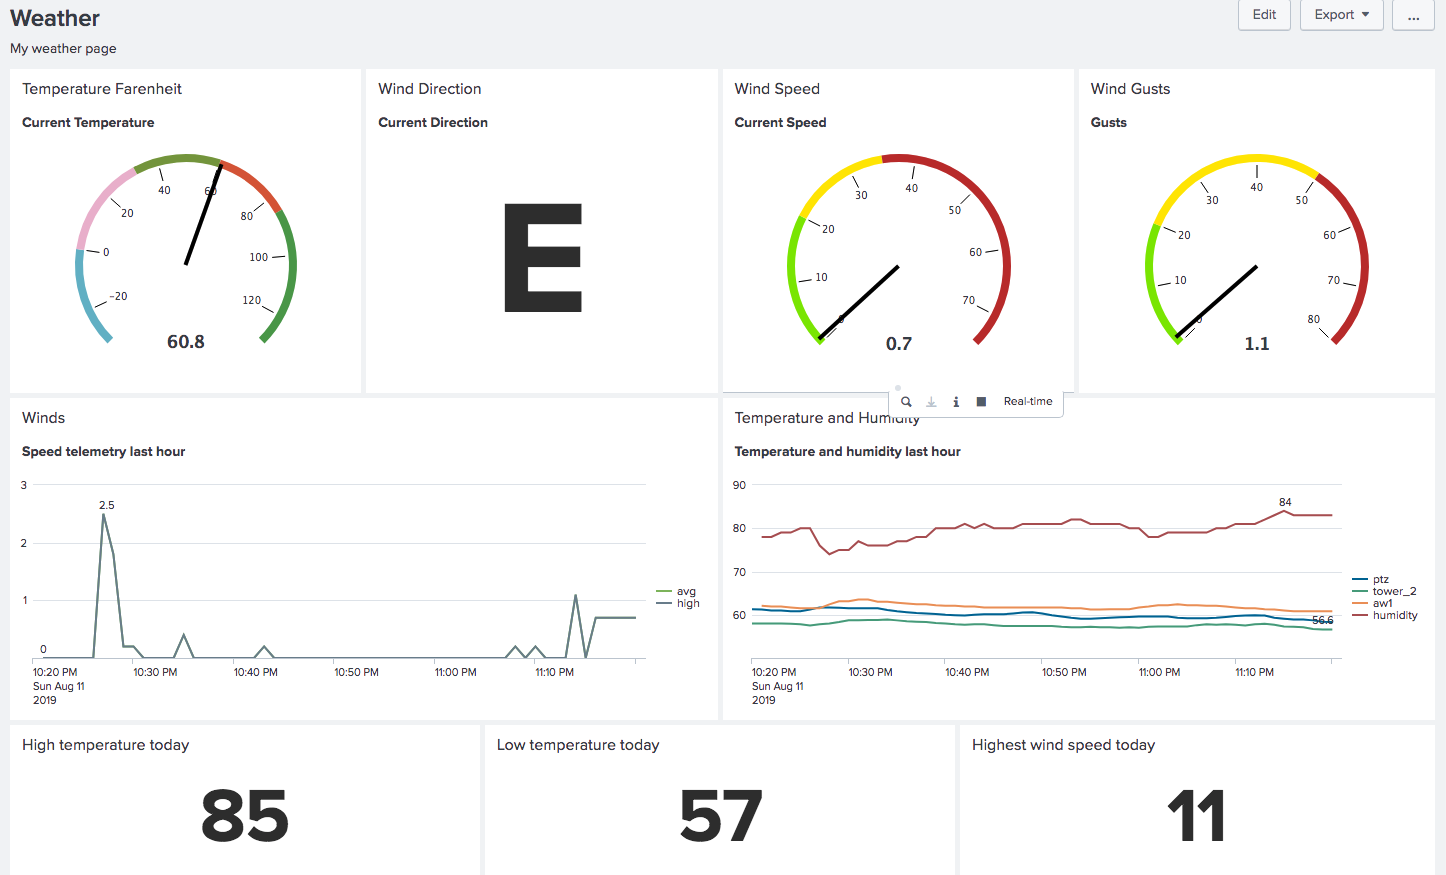 Weather
Edit
Export
...
My weather page
Temperature Farenheit
Current Temperature
-20
0
20
40
60
80
100
120
60.8
Wind Direction
Current Direction
E
Wind Speed
Current Speed
0
10
20
30
40
50
60
70
0.7
Wind Gusts
Gusts
0
10
20
30
40
50
60
70
80
1.1
Real-time
Winds
Speed telemetry last hour
3
2
1
2.5
0
avg
high
10:20 PM
Sun Aug 11
2019
10:30 PM
10:40 PM
10:50 PM
11:00 PM
11:10 PM
Temperature and Humidity
Temperature and humidity last hour
90
80
70
60
84
56.6
ptz
tower_2
aw1
humidity
10:20 PM
Sun Aug 11
2019
10:30 PM
10:40 PM
10:50 PM
11:00 PM
11:10 PM
High temperature today
85
Low temperature today
57
Highest wind speed today
11